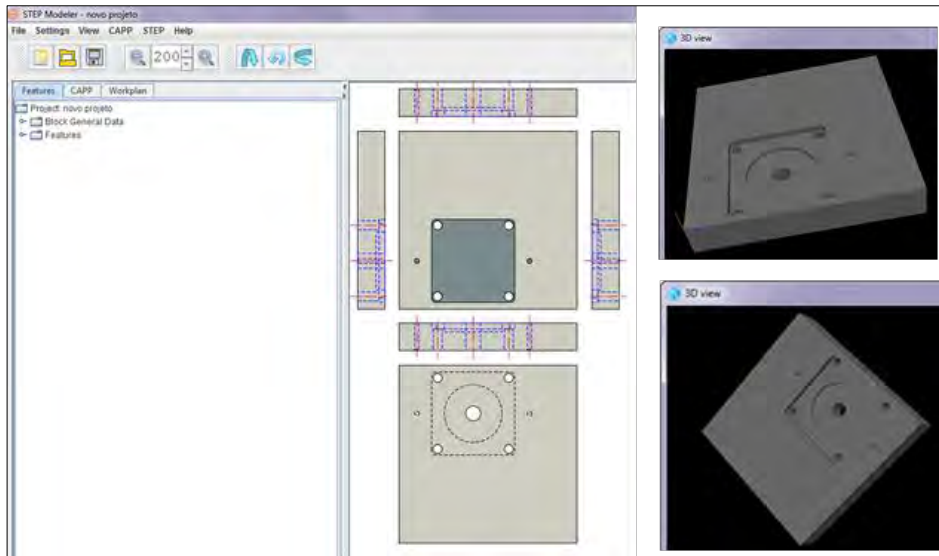 STEP Modeler - novo projeto
File Settings View CAPP STEP Help
200
Features CAPP Workplan
Project: novo projeto
Block General Data
Features
3D view
3D view